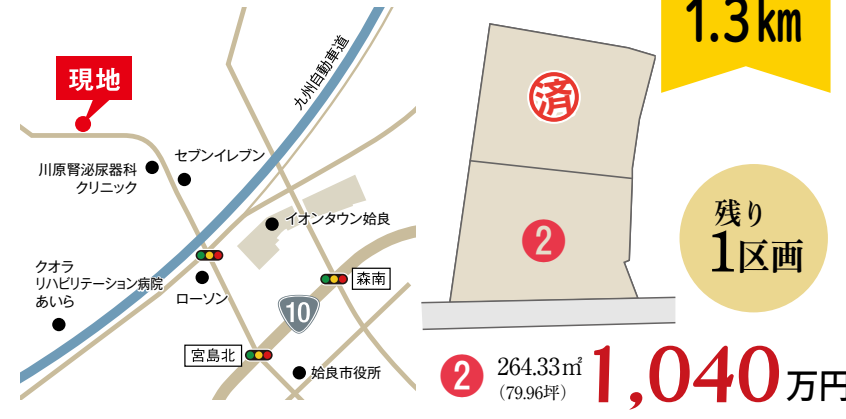 現地
九州自動車道
川原腎泌尿器科
クリニック
セブンイレブン
イオンタウン姶良
クオラ
リハビリテーション病院
あいら
ローソン
森南
10
宮島北
姶良市役所
1.3km
済
2
残り
1区画
2 264.33㎡ 1,040万円
(79.96坪)